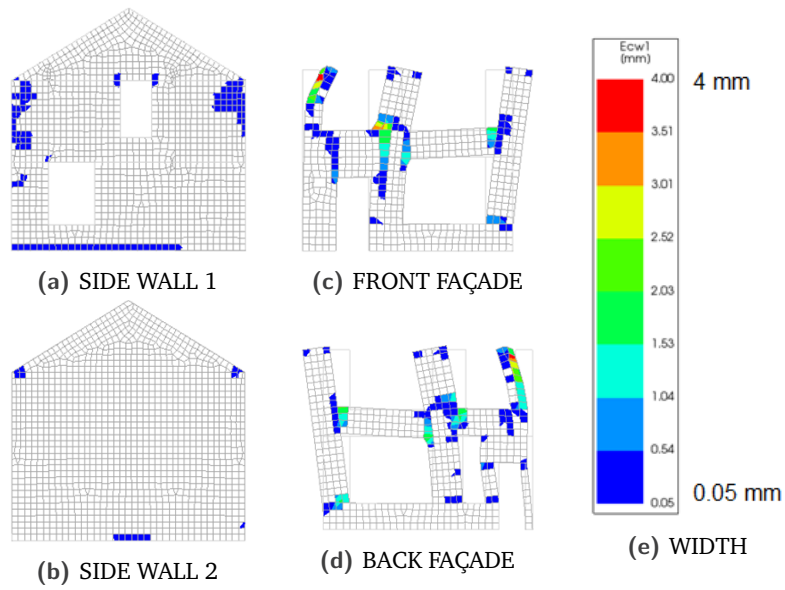 (a) SIDE WALL 1
(c) FRONT FAÇADE
(b) SIDE WALL 2
(d) BACK FAÇADE
Ecw1
(mm)
4.00
3.51
3.01
2.52
2.03
1.53
1.04
0.54
0.05
4 mm
0.05 mm
(e) WIDTH